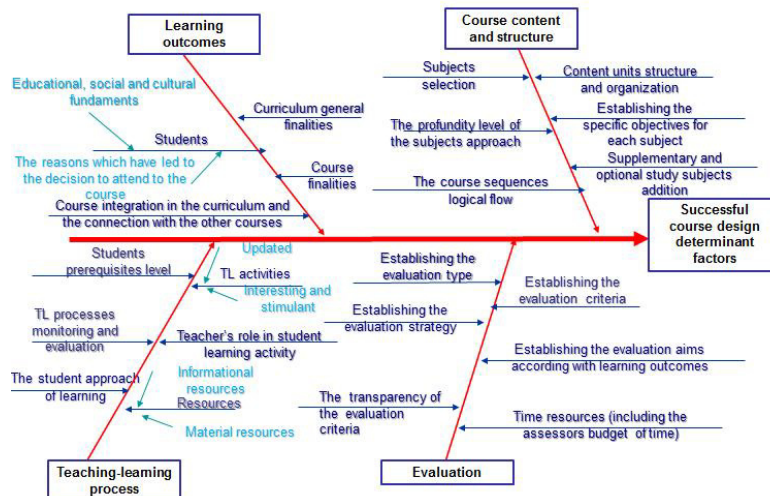 Learning
outcomes
Course content
and structure
Educational, social and cultural
fundaments
Students
The reasons which have led
to the decision to attend to the
course
Curriculum general
finalities
Course
finalities
Course integration in the curriculum and
the connection with the other courses
Subjects
selection
The profundity level of
the subjects approach
The course sequences
logical flow
Content units structure
and organization
Establishing the
specific objectives for
each subject
Supplementary and
optional study subjects
addition
Successful
course design
determinant
factors
Students
prerequisites level
Updated
TL activities
Interesting and
stimulant
TL processes
monitoring and
evaluation
Teacher's role in student
learning activity
The student approach
of learning
Informational
resources
Resources
Material resources
Establishing the
evaluation type
Establishing the
evaluation criteria
Establishing the
evaluation strategy
Establishing the evaluation aims
according with learning outcomes
The transparency of
the evaluation
criteria
Time resources (including the
assessors budget of time)
Teaching-learning
process
Evaluation